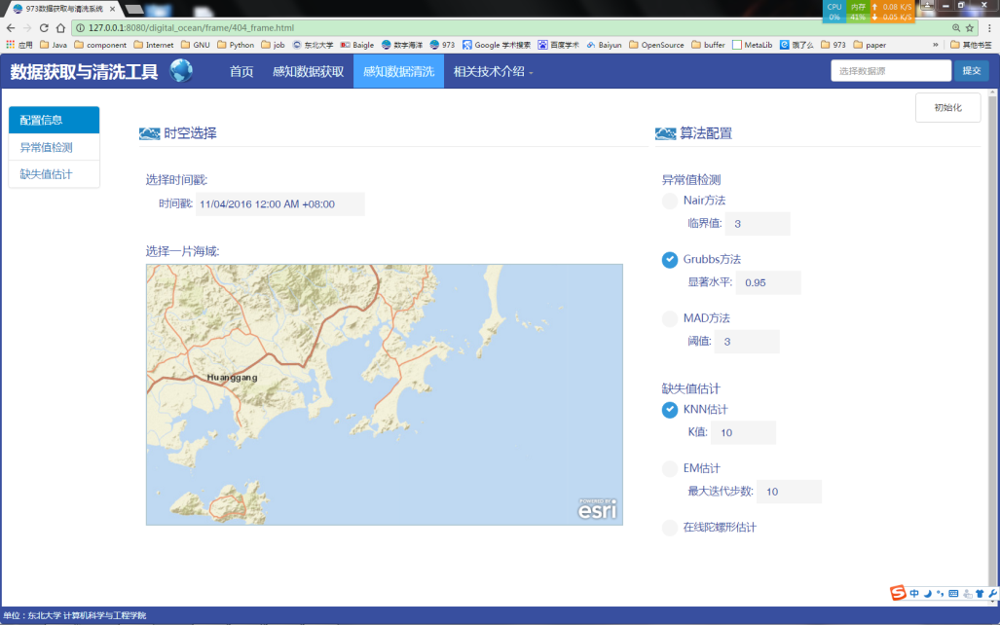 973数据获取与清洗系统
CPU 0%
内存 41%
0.08 K/S
0.05 K/S
127.0.0.1:8080/digital_ocean/frame/404_frame.html
应用 Java component Internet GNU Python job 东北大学 Baigle 数字海洋 973 Google 学术搜索 百度学术 Baiyun OpenSource buffer MetaLib 饿了么 973 paper » 其他书签
数据获取与清洗工具 首页 感知数据获取 感知数据清洗 相关技术介绍 选择数据源 提交
初始化
配置信息
异常值检测
缺失值估计
时空选择
选择时间戳:
时间戳: 11/04/2016 12:00 AM +08:00
选择一片海域:
Huanggang
POWERED BY
esri
算法配置
异常值检测
Nair方法
临界值: 3
Grubbs方法
显著水平: 0.95
MAD方法
阈值: 3
缺失值估计
KNN估计
K值: 10
EM估计
最大迭代步数: 10
在线陀螺形估计
中
单位：东北大学 计算机科学与工程学院